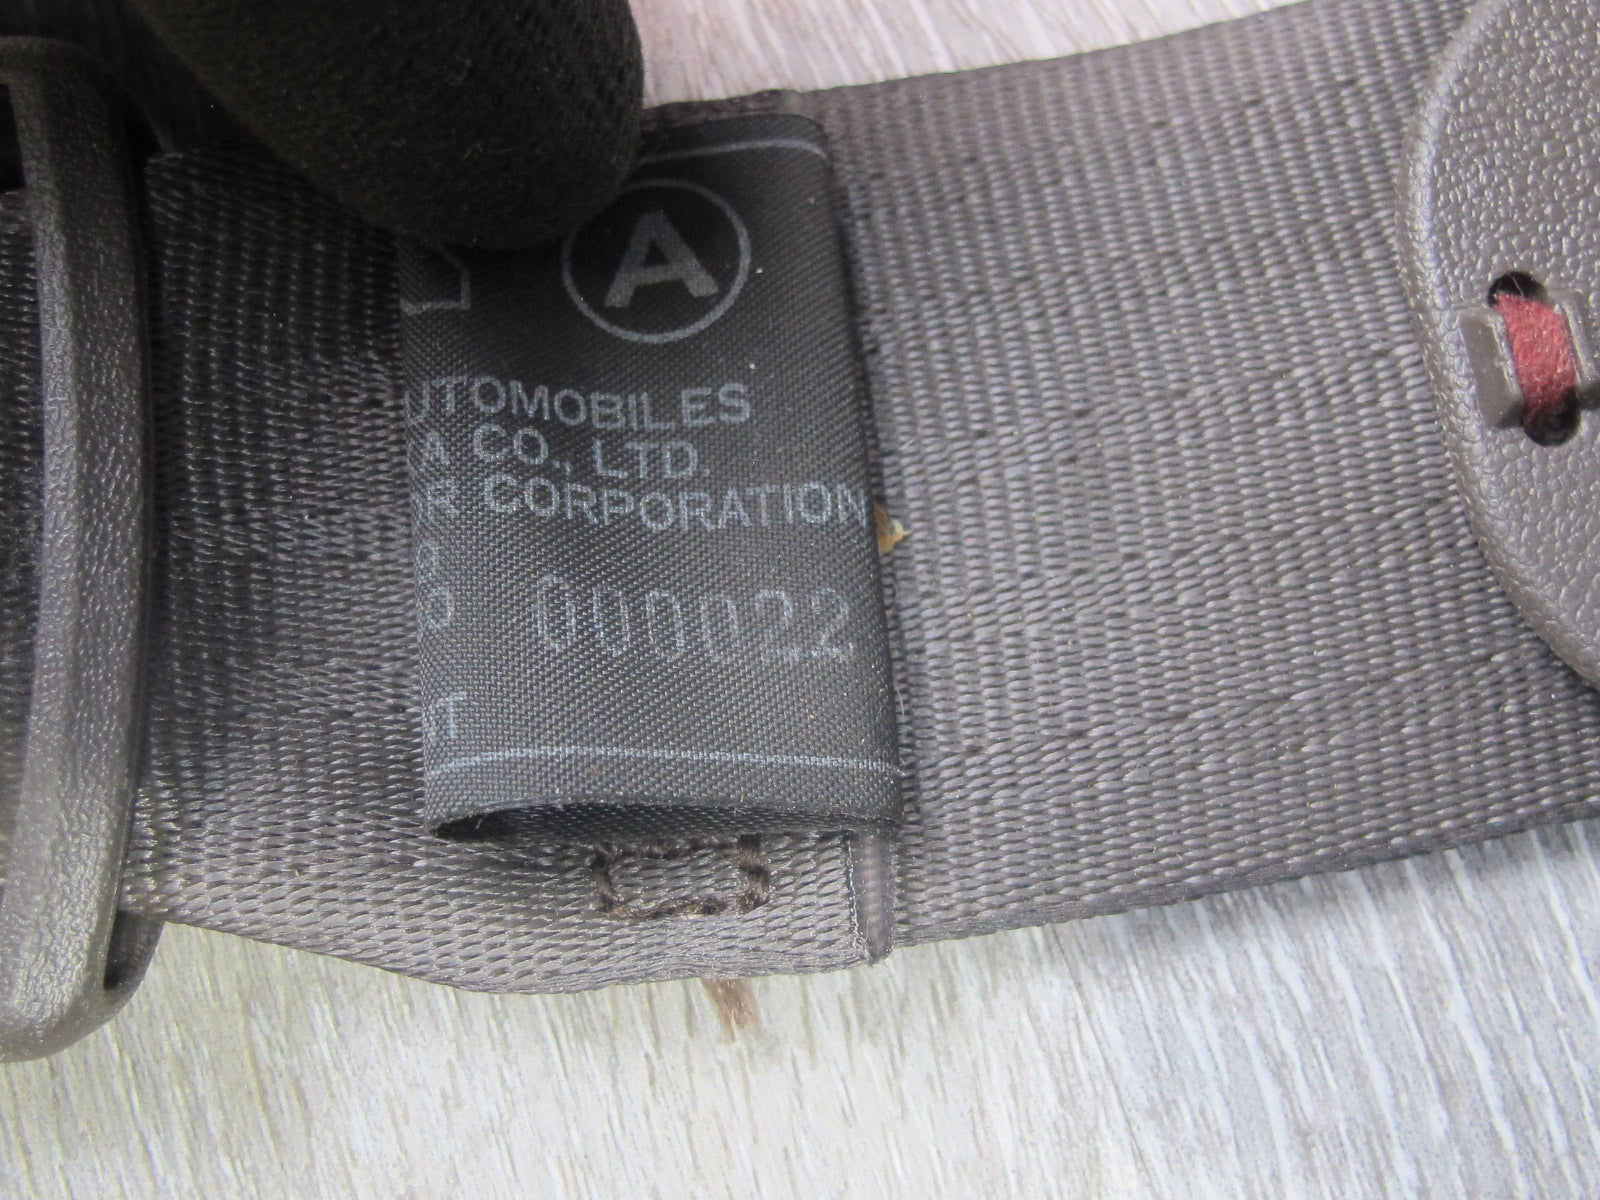 A
UTOMOBILES
A CO., LTD.
R CORPORATION
000022
T